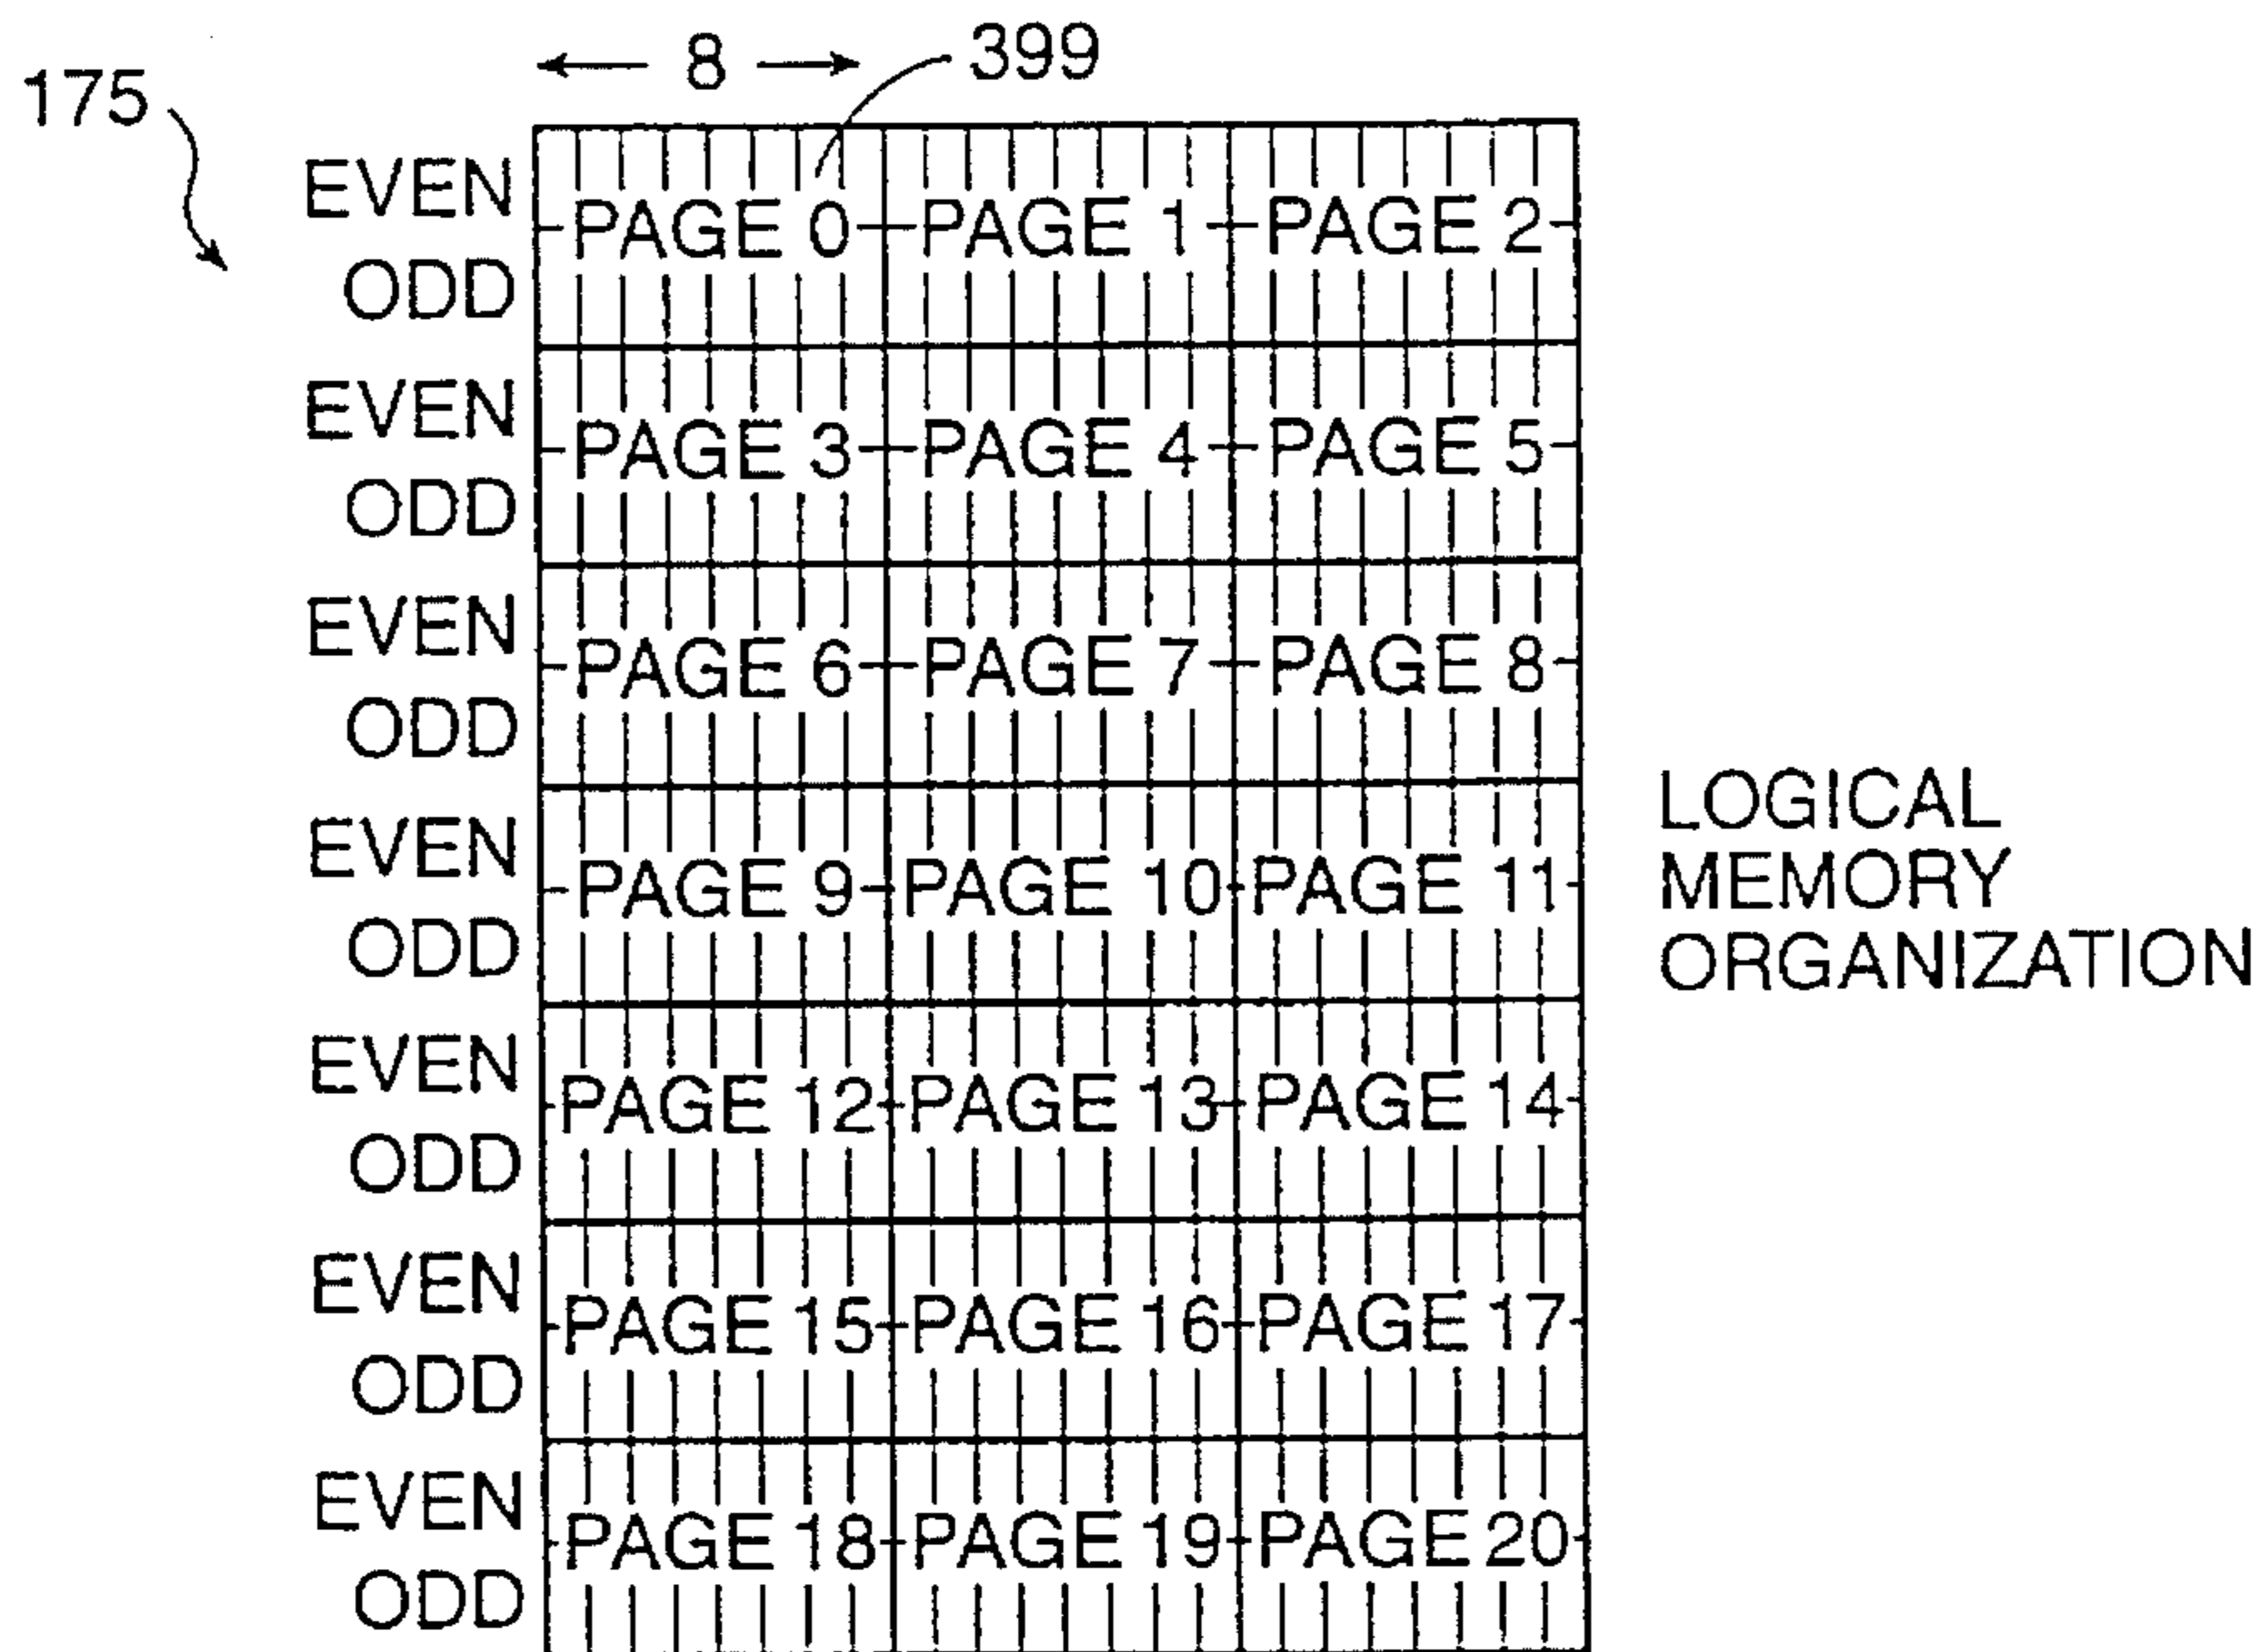 8
399
175
EVEN
PAGE 0 PAGE 1 PAGE 2
ODD
EVEN
PAGE 3 PAGE 4 PAGE 5
ODD
EVEN
PAGE 6 PAGE 7 PAGE 8
ODD
EVEN
PAGE 9 PAGE 10 PAGE 11
ODD
EVEN
PAGE 12 PAGE 13 PAGE 14
ODD
EVEN
PAGE 15 PAGE 16 PAGE 17
ODD
EVEN
PAGE 18 PAGE 19 PAGE 20
ODD
LOGICAL
MEMORY
ORGANIZATION